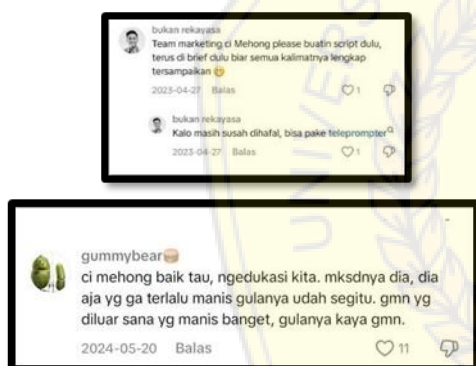 bukan rekayasa
Team marketing ci Mehong please buatin script dulu,
terus di brief dulu biar semua kalimatnya lengkap
tersampaikan 😁
2023-04-27 Balas 1
bukan rekayasa
Kalo masih susah dihafal, bisa pake teleprompter
2023-04-27 Balas 1
gummybear🍔
ci mehong baik tau, ngedukasi kita. mksdnya dia, dia
aja yg ga terlalu manis gulanya udah segitu. gmn yg
diluar sana yg manis banget, gulanya kaya gmn.
2024-05-20 Balas 11
UNIVERS